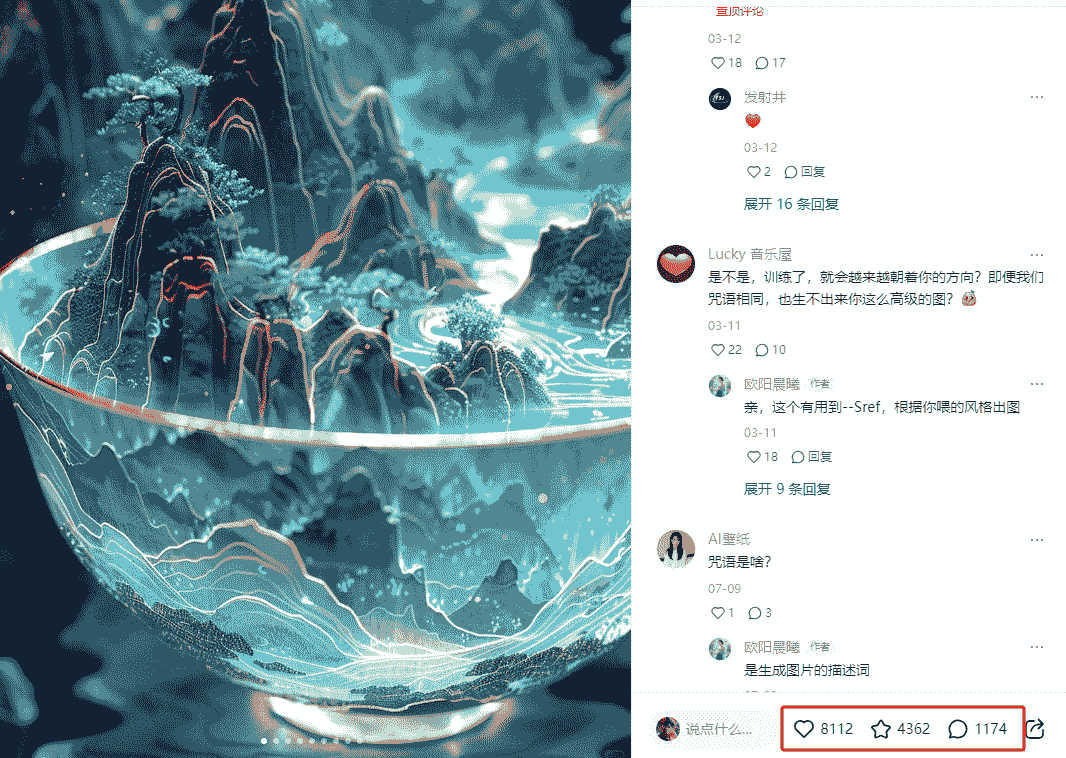 置顶评论
03-12
18 17
发射井
03-12
2 回复
展开 16 条回复
Lucky 音乐屋
是不是，训练了，就会越来越朝着你的方向？即便我们
咒语相同，也生不出来你这么高级的图？
03-11
22 10
欧阳晨曦 作者
亲，这个有用到--Sref，根据你喂的风格出图
03-11
18 回复
展开 9 条回复
AI壁纸
咒语是啥？
07-09
1 3
欧阳晨曦 作者
是生成图片的描述词
说点什么...
8112 4362 1174